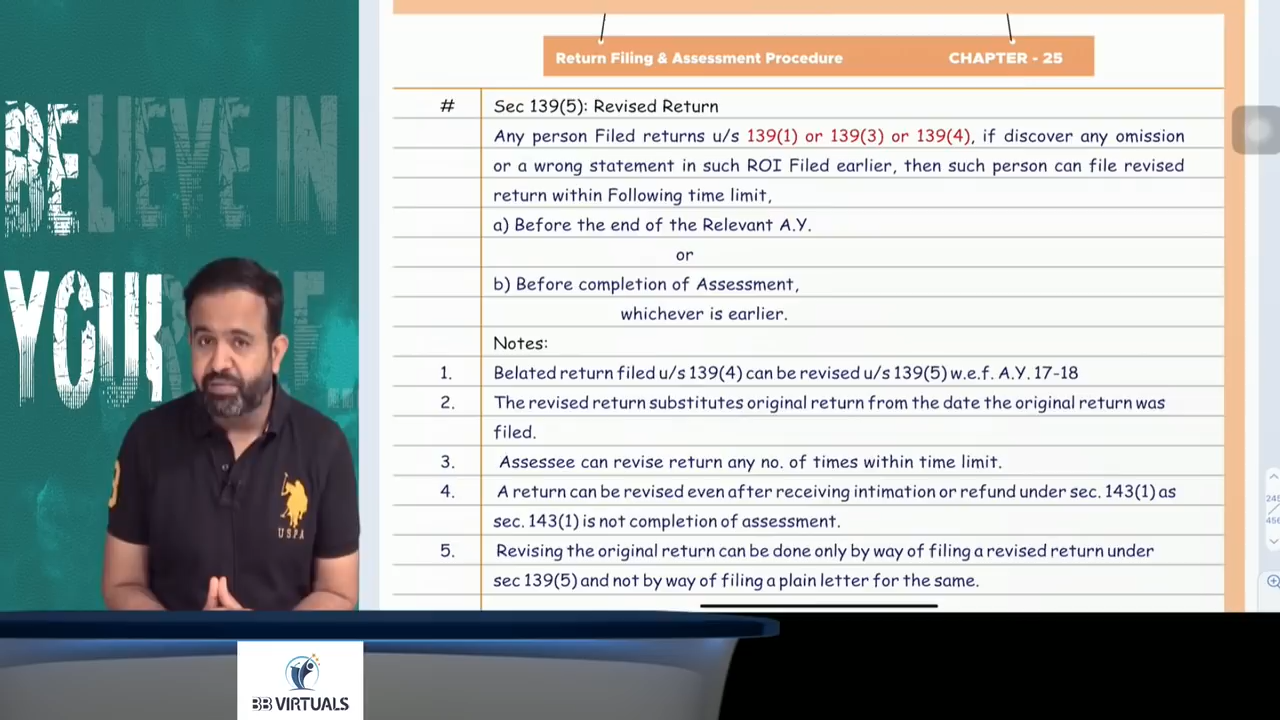 BELIEVE IN
YOUR
Return Filing & Assessment Procedure CHAPTER - 25
# Sec 139(5): Revised Return
Any person Filed returns u/s 139(1) or 139(3) or 139(4), if discover any omission
or a wrong statement in such ROI Filed earlier, then such person can file revised
return within Following time limit,
a) Before the end of the Relevant A.Y.
or
b) Before completion of Assessment,
whichever is earlier.
Notes:
1. Belated return filed u/s 139(4) can be revised u/s 139(5) w.e.f. A.Y. 17-18
2. The revised return substitutes original return from the date the original return was
filed.
3. Assessee can revise return any no. of times within time limit.
4. A return can be revised even after receiving intimation or refund under sec. 143(1) as
sec. 143(1) is not completion of assessment.
5. Revising the original return can be done only by way of filing a revised return under
sec 139(5) and not by way of filing a plain letter for the same.
3
USPA
BB VIRTUALS